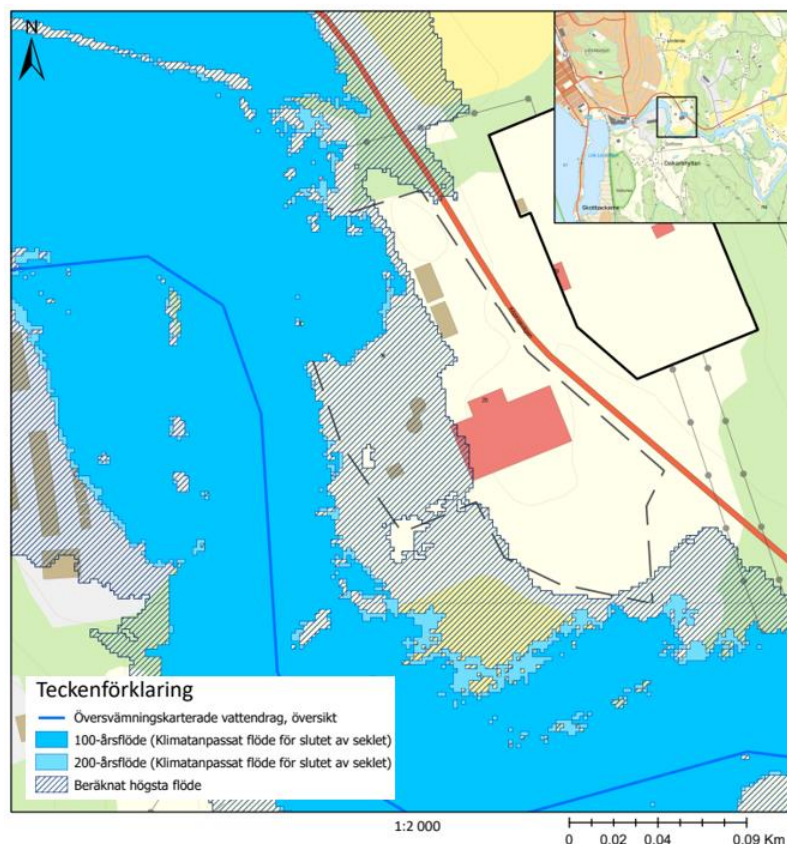 N
Teckenförklaring
Översvämningskarterade vattendrag, översikt
100-årsflöde (Klimatanpassat flöde för slutet av seklet)
200-årsflöde (Klimatanpassat flöde för slutet av seklet)
Beräknat högsta flöde
1:2 000
0 0.02 0.04 0.09 Km